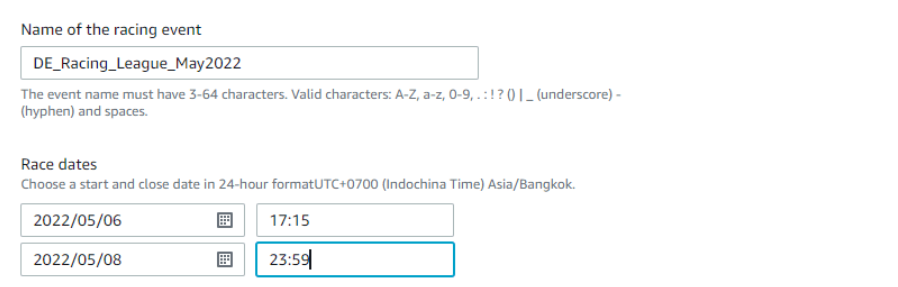 Name of the racing event
DE_Racing_League_May2022
The event name must have 3-64 characters. Valid characters: A-Z, a-z, 0-9, . : ! ? () | _ (underscore) -
(hyphen) and spaces.
Race dates
Choose a start and close date in 24-hour formatUTC+0700 (Indochina Time) Asia/Bangkok.
2022/05/06 17:15
2022/05/08 23:59